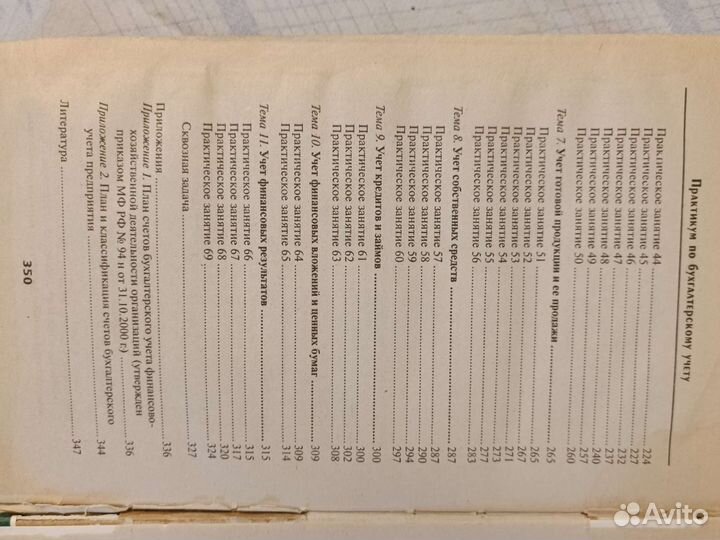 Практикум по бухгалтерскому учету
Практическое занятие 44 ........ 224
Практическое занятие 45 ........ 227
Практическое занятие 46 ........ 232
Практическое занятие 47 ........ 237
Практическое занятие 48 ........ 240
Практическое занятие 49 ........ 257
Практическое занятие 50 ........ 260
Тема 7. Учет готовой продукции и ее продажи ........ 265
Практическое занятие 51 ........ 265
Практическое занятие 52 ........ 267
Практическое занятие 53 ........ 271
Практическое занятие 54 ........ 273
Практическое занятие 55 ........ 277
Практическое занятие 56 ........ 283
Тема 8. Учет собственных средств ........ 287
Практическое занятие 57 ........ 287
Практическое занятие 58 ........ 290
Практическое занятие 59 ........ 294
Практическое занятие 60 ........ 297
Тема 9. Учет кредитов и займов ........ 300
Практическое занятие 61 ........ 300
Практическое занятие 62 ........ 302
Практическое занятие 63 ........ 308
Тема 10. Учет финансовых вложений и ценных бумаг ........ 309
Практическое занятие 64 ........ 309
Практическое занятие 65 ........ 314
Тема 11. Учет финансовых результатов ........ 315
Практическое занятие 66 ........ 315
Практическое занятие 67 ........ 317
Практическое занятие 68 ........ 320
Практическое занятие 69 ........ 324
Сквозная задача ........ 327
Приложения ........ 336
Приложение 1. План счетов бухгалтерского учета финансово-
хозяйственной деятельности организаций (утвержден
приказом МФ РФ № 94 н от 31.10.2000 г.) ........ 336
Приложение 2. План и классификация счетов бухгалтерского
учета предприятия ........ 344
Литература ........ 347
350
Avito